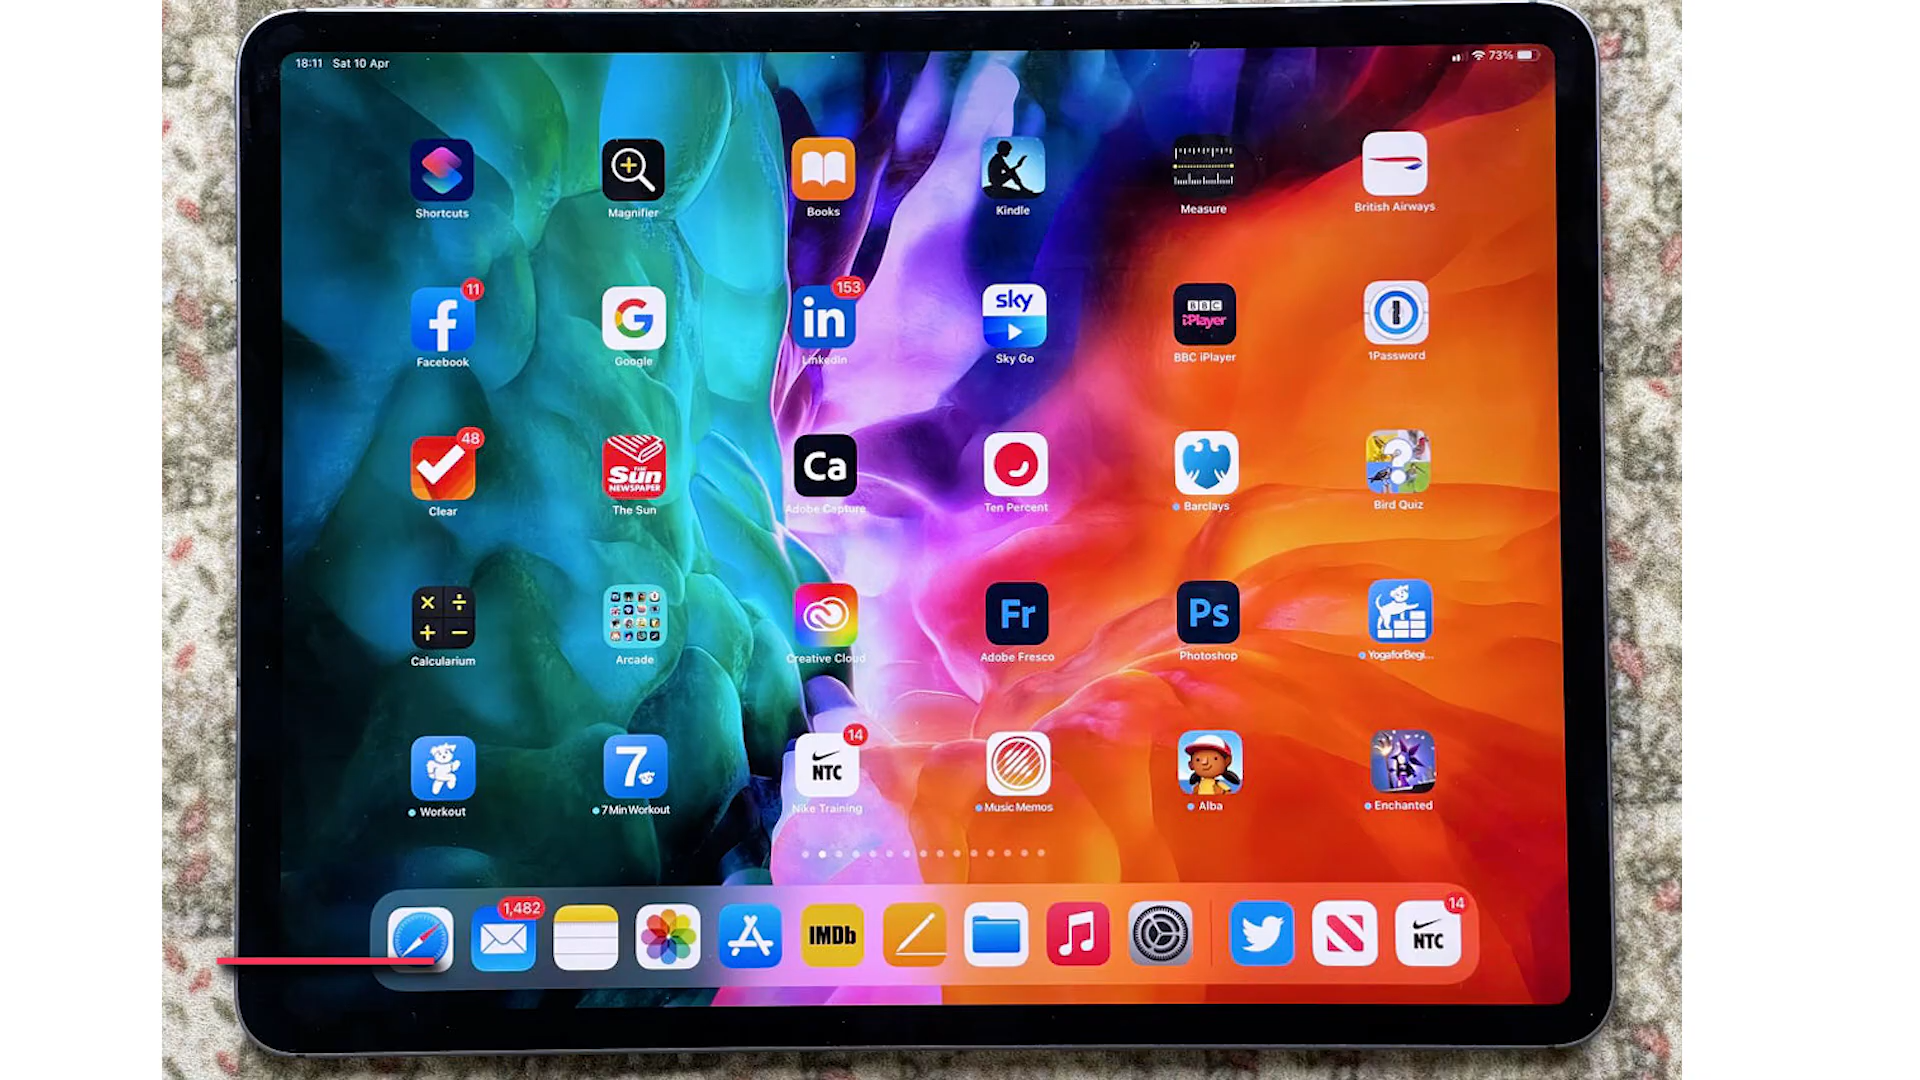 18:11 Sat 10 Apr
73%
Shortcuts
Magnifier
Books
Kindle
Measure
British Airways
11
Facebook
G
Google
153
in
LinkedIn
sky
Sky Go
BBC
iPlayer
BBC iPlayer
1Password
48
Clear
THE
Sun
NEWSPAPER
The Sun
Ca
Adobe Capture
Ten Percent
Barclays
?
Bird Quiz
× ÷
+ −
Calcularium
Arcade
Creative Cloud
Fr
Adobe Fresco
Ps
Photoshop
YogaforBegi...
Workout
7
7 Min Workout
14
NTC
Nike Training
Music Memos
Alba
Enchanted
1,482
IMDb
14
NTC